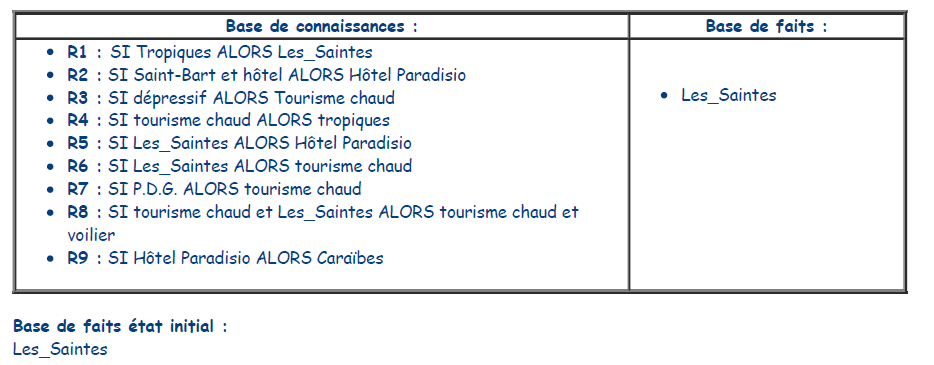 Base de connaissances :
Base de faits :
• R1 : SI Tropiques ALORS Les_Saintes
• R2 : SI Saint-Bart et hôtel ALORS Hôtel Paradisio
• R3 : SI dépressif ALORS Tourisme chaud
• R4 : SI tourisme chaud ALORS tropiques
• R5 : SI Les_Saintes ALORS Hôtel Paradisio
• R6 : SI Les_Saintes ALORS tourisme chaud
• R7 : SI P.D.G. ALORS tourisme chaud
• R8 : SI tourisme chaud et Les_Saintes ALORS tourisme chaud et
voilier
• R9 : SI Hôtel Paradisio ALORS Caraïbes
• Les_Saintes
Base de faits état initial :
Les_Saintes